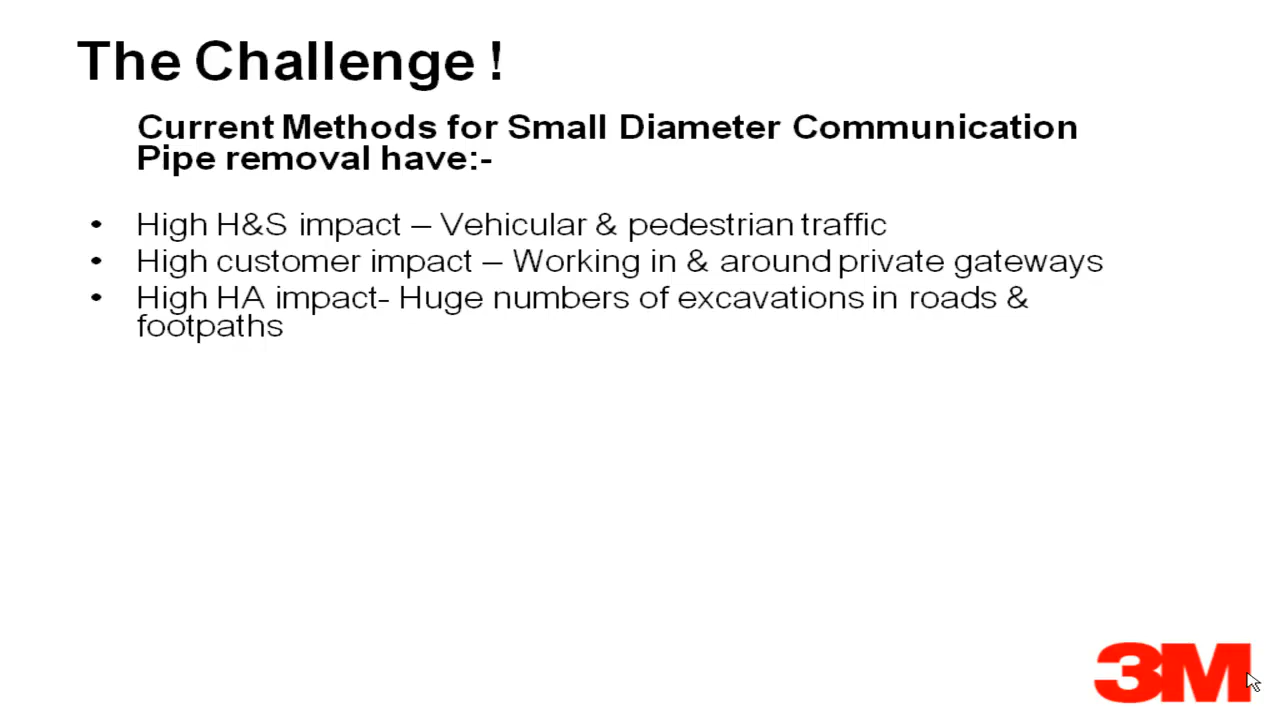 The Challenge !
Current Methods for Small Diameter Communication
Pipe removal have:-
• High H&S impact – Vehicular & pedestrian traffic
• High customer impact – Working in & around private gateways
• High HA impact- Huge numbers of excavations in roads &
footpaths
3M